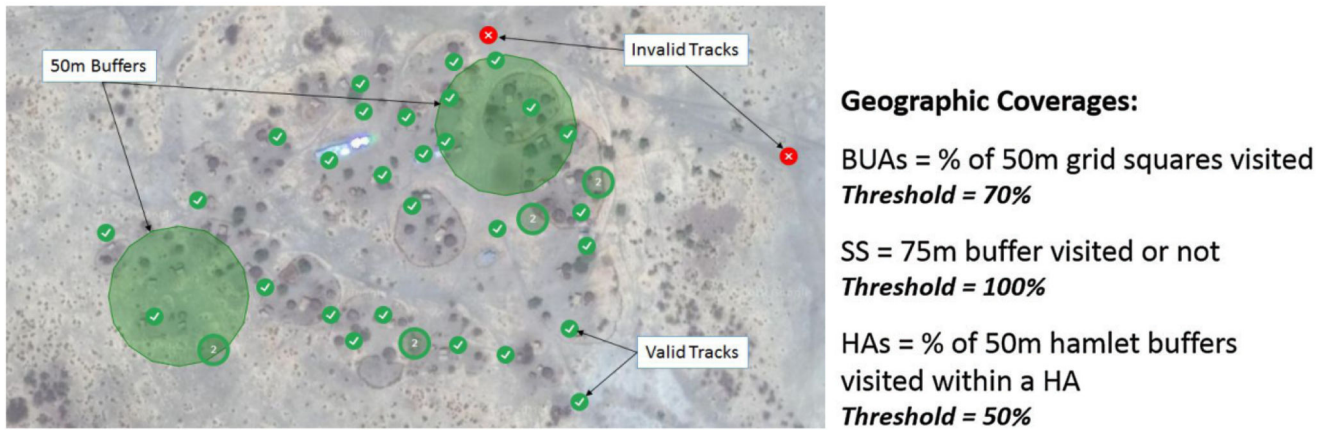 50m Buffers
Invalid Tracks
2
2
2
2
Valid Tracks
Geographic Coverages:
BUAs = % of 50m grid squares visited
Threshold = 70%
SS = 75m buffer visited or not
Threshold = 100%
HAs = % of 50m hamlet buffers
visited within a HA
Threshold = 50%